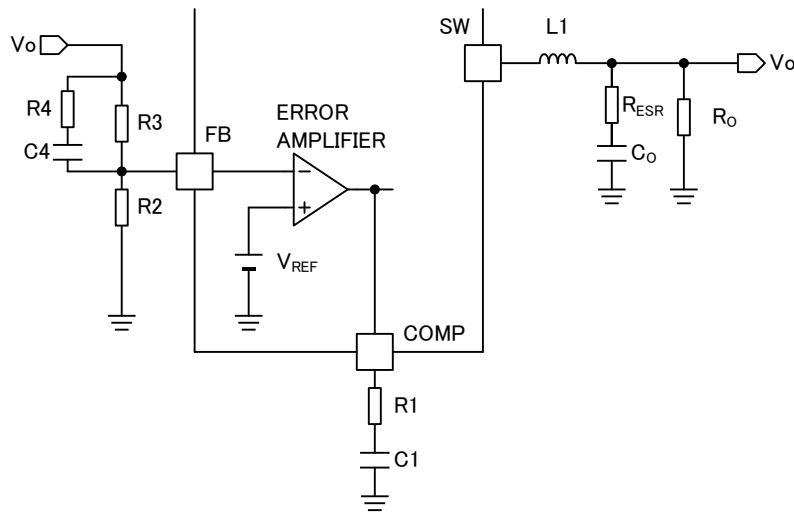 Vo
R4
R3
C4
R2
FB
ERROR
AMPLIFIER
−
+
VREF
COMP
R1
C1
SW
L1
Vo
RESR
CO
RO